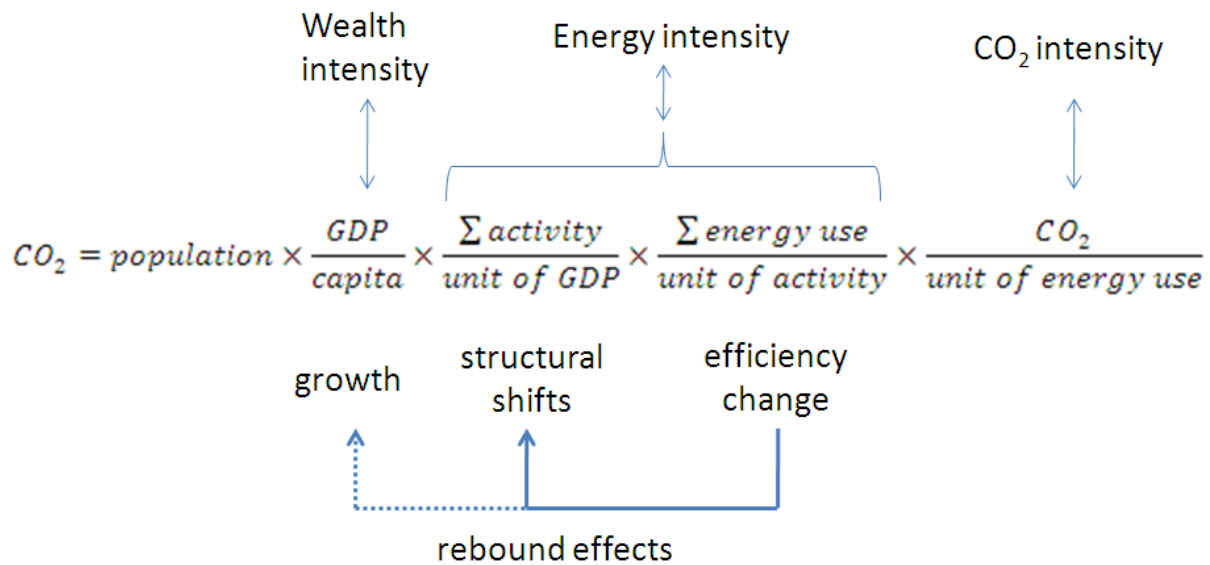 Wealth
intensity
Energy intensity
CO₂ intensity
CO₂ = population × GDP/capita × ∑ activity/unit of GDP × ∑ energy use/unit of activity × CO₂/unit of energy use
growth
structural
shifts
efficiency
change
rebound effects